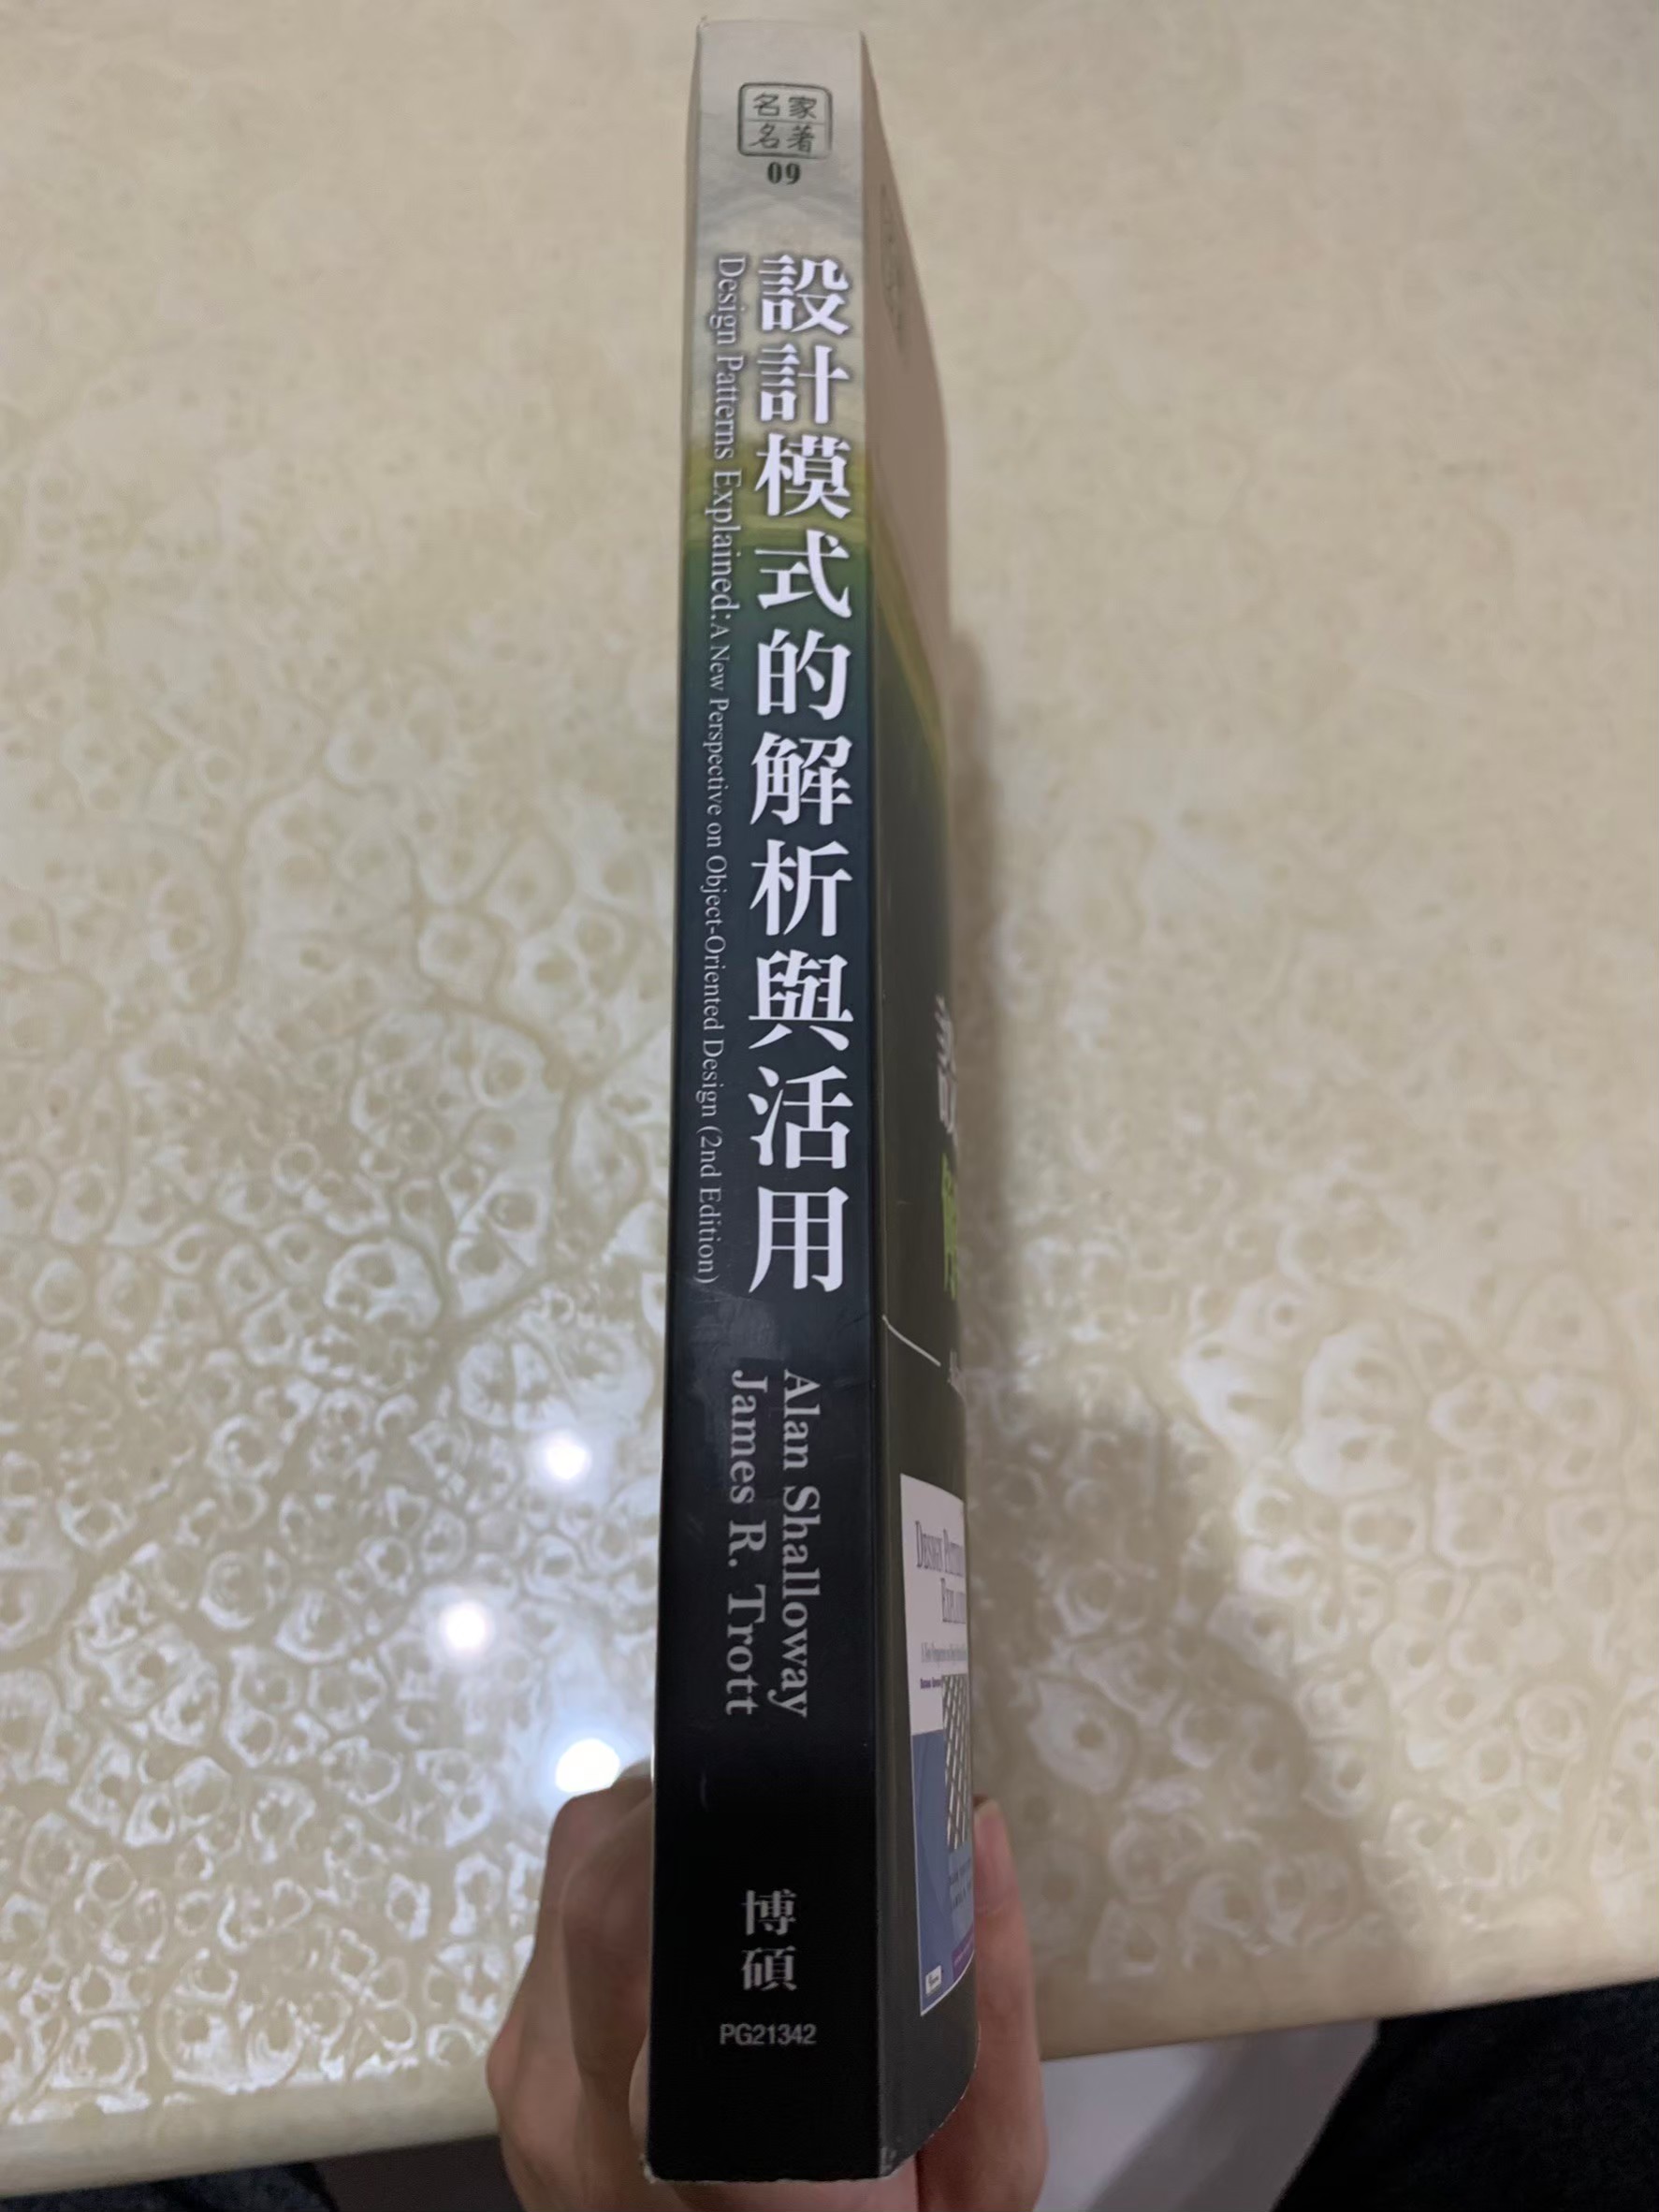 名家
名著
09
設計模式的解析與活用
Design Patterns Explained: A New Perspective on Object-Oriented Design (2nd Edition)
Alan Shalloway
James R. Trott
博碩
PG21342